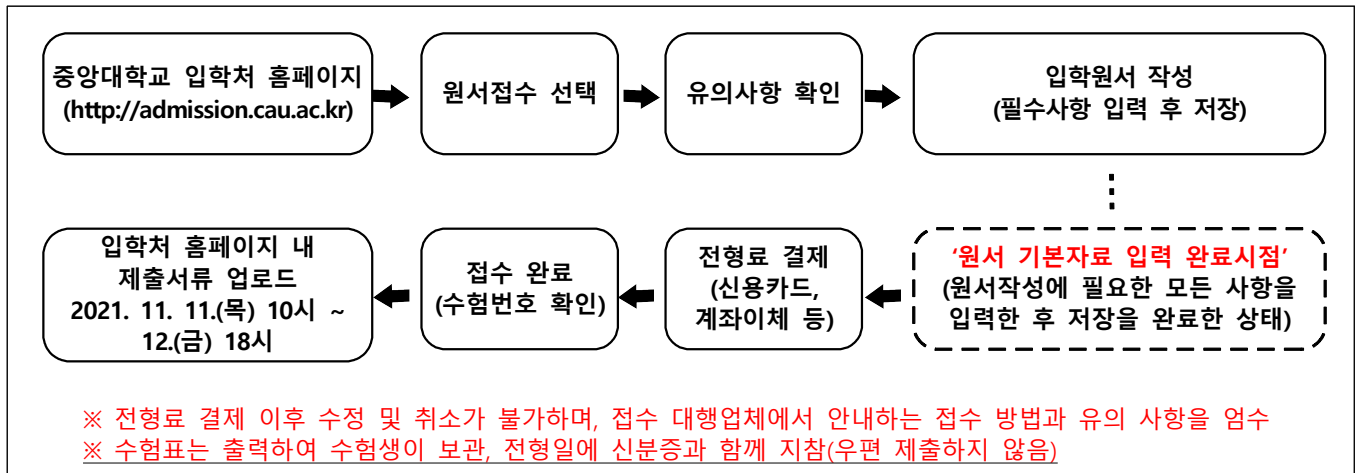 중앙대학교 입학처 홈페이지
(http://admission.cau.ac.kr)
원서접수 선택
유의사항 확인
입학원서 작성
(필수사항 입력 후 저장)
'원서 기본자료 입력 완료시점'
(원서작성에 필요한 모든 사항을
입력한 후 저장을 완료한 상태)
전형료 결제
(신용카드,
계좌이체 등)
접수 완료
(수험번호 확인)
입학처 홈페이지 내
제출서류 업로드
2021. 11. 11.(목) 10시 ~
12.(금) 18시
※ 전형료 결제 이후 수정 및 취소가 불가하며, 접수 대행업체에서 안내하는 접수 방법과 유의 사항을 엄수
※ 수험표는 출력하여 수험생이 보관, 전형일에 신분증과 함께 지참(우편 제출하지 않음)